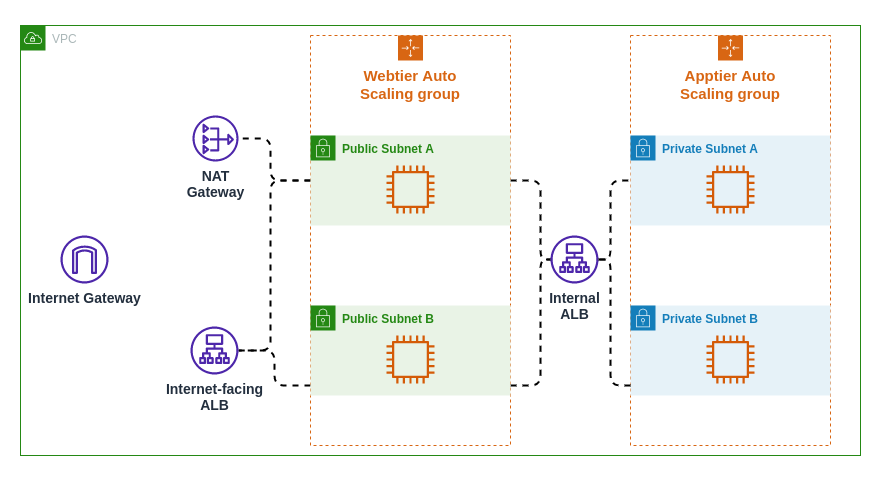 VPC
Webtier Auto
Scaling group
Apptier Auto
Scaling group
NAT
Gateway
Public Subnet A
Private Subnet A
Internet Gateway
Internal
ALB
Public Subnet B
Private Subnet B
Internet-facing
ALB